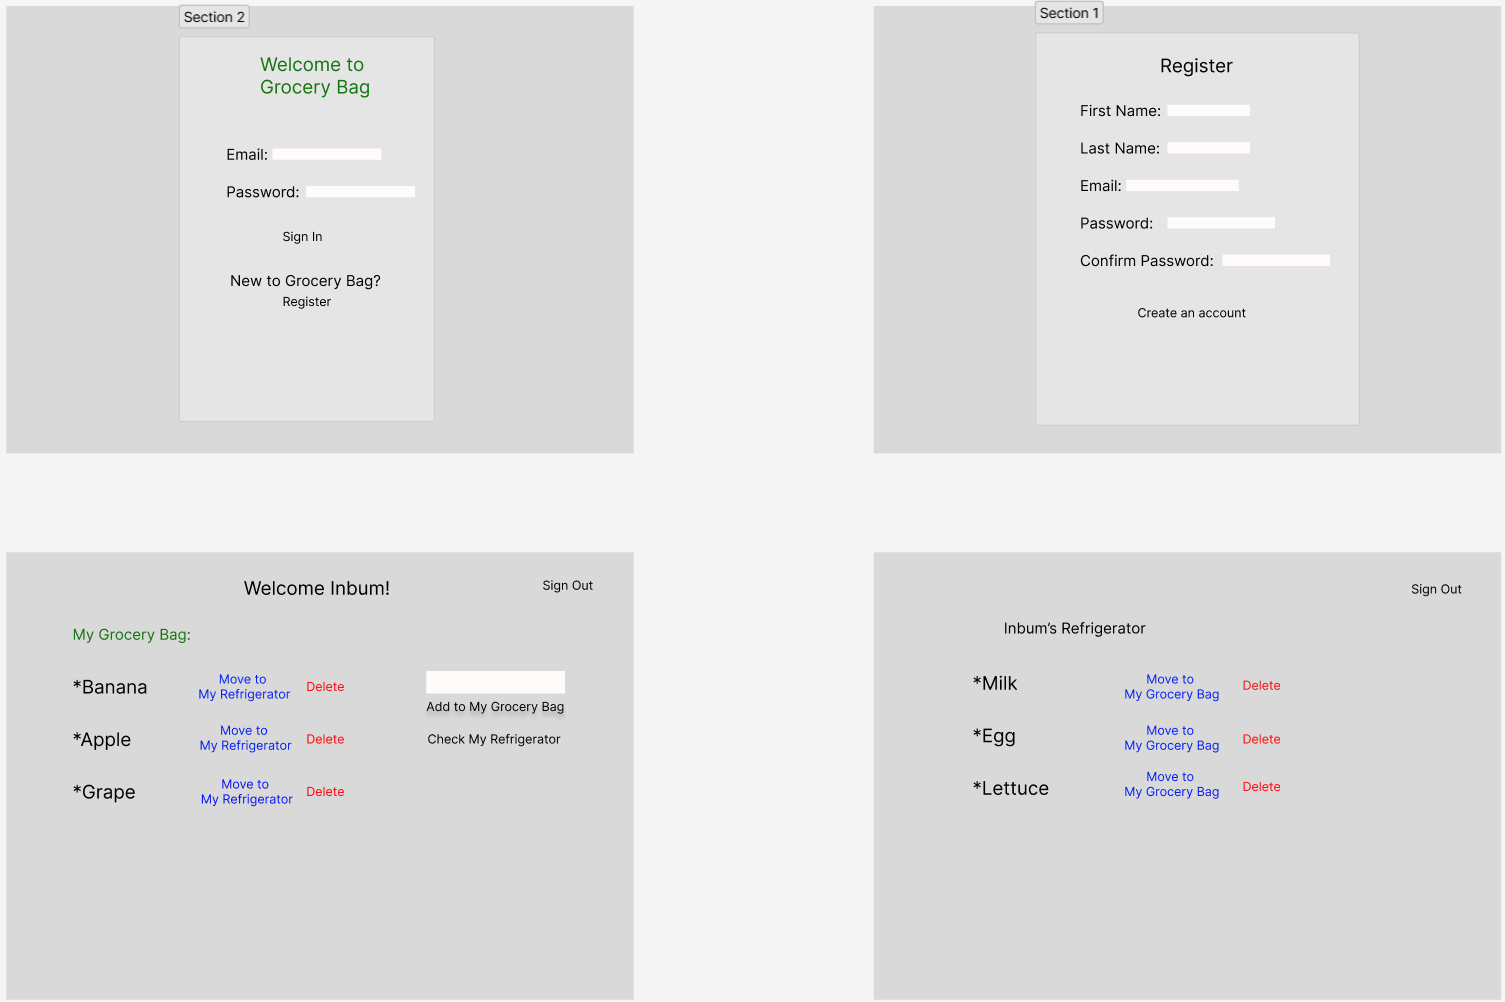 Section 2
Welcome to
Grocery Bag
Email:
Password:
Sign In
New to Grocery Bag?
Register
Section 1
Register
First Name:
Last Name:
Email:
Password:
Confirm Password:
Create an account
Welcome Inbum!
Sign Out
My Grocery Bag:
*Banana
Move to
My Refrigerator
Delete
*Apple
Move to
My Refrigerator
Delete
*Grape
Move to
My Refrigerator
Delete
Add to My Grocery Bag
Check My Refrigerator
Sign Out
Inbum’s Refrigerator
*Milk
Move to
My Grocery Bag
Delete
*Egg
Move to
My Grocery Bag
Delete
*Lettuce
Move to
My Grocery Bag
Delete